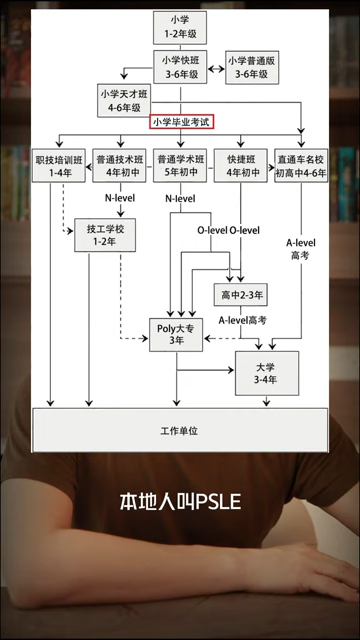 小学
1-2年级
小学快班
3-6年级
小学普通版
3-6年级
小学天才班
4-6年级
小学毕业考试
职技培训班
1-4年
普通技术班
4年初中
普通学术班
5年初中
快捷班
4年初中
直通车名校
初高中4-6年
N-level
N-level
技工学校
1-2年
O-level
O-level
A-level
高考
高中2-3年
A-level高考
Poly大专
3年
大学
3-4年
工作单位
本地人叫PSLE